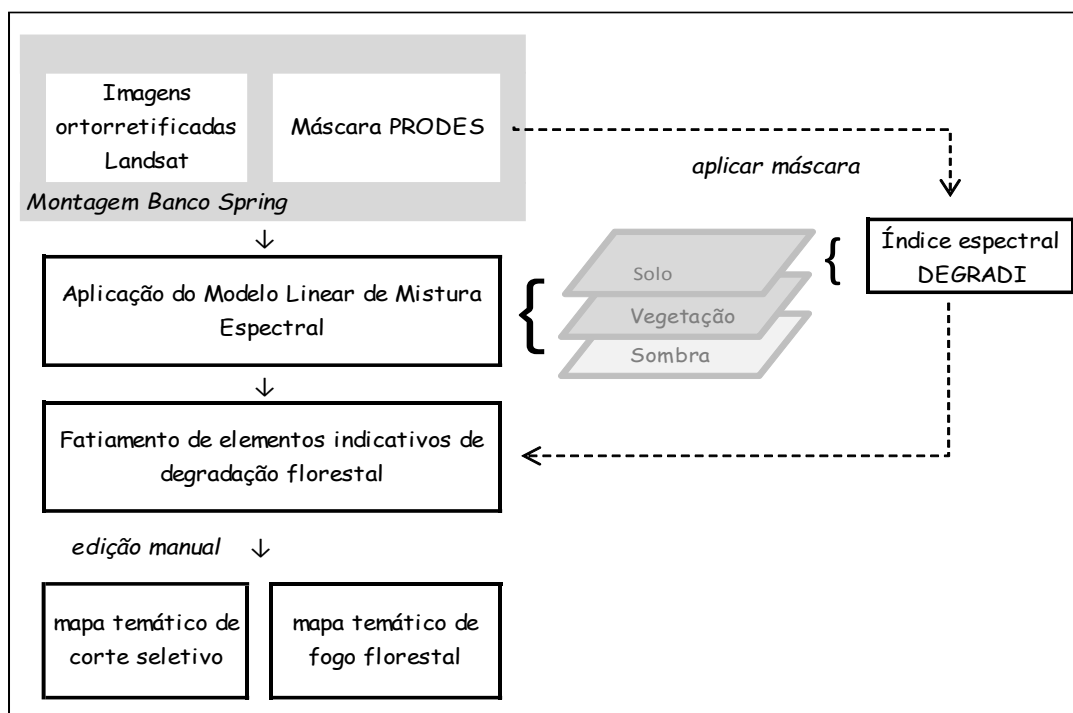 Imagens
ortorretificadas
Landsat
Máscara PRODES
Montagem Banco Spring
aplicar máscara
Índice espectral
DEGRADI
Solo
Vegetação
Sombra
Aplicação do Modelo Linear de Mistura
Espectral
Fatiamento de elementos indicativos de
degradação florestal
edição manual
mapa temático de
corte seletivo
mapa temático de
fogo florestal